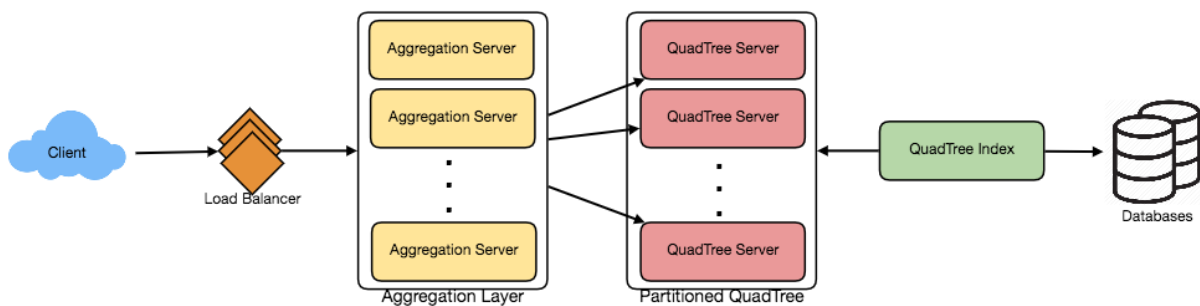 Client
Load Balancer
Aggregation Server
Aggregation Server
Aggregation Server
Aggregation Layer
QuadTree Server
QuadTree Server
QuadTree Server
Partitioned QuadTree
QuadTree Index
Databases